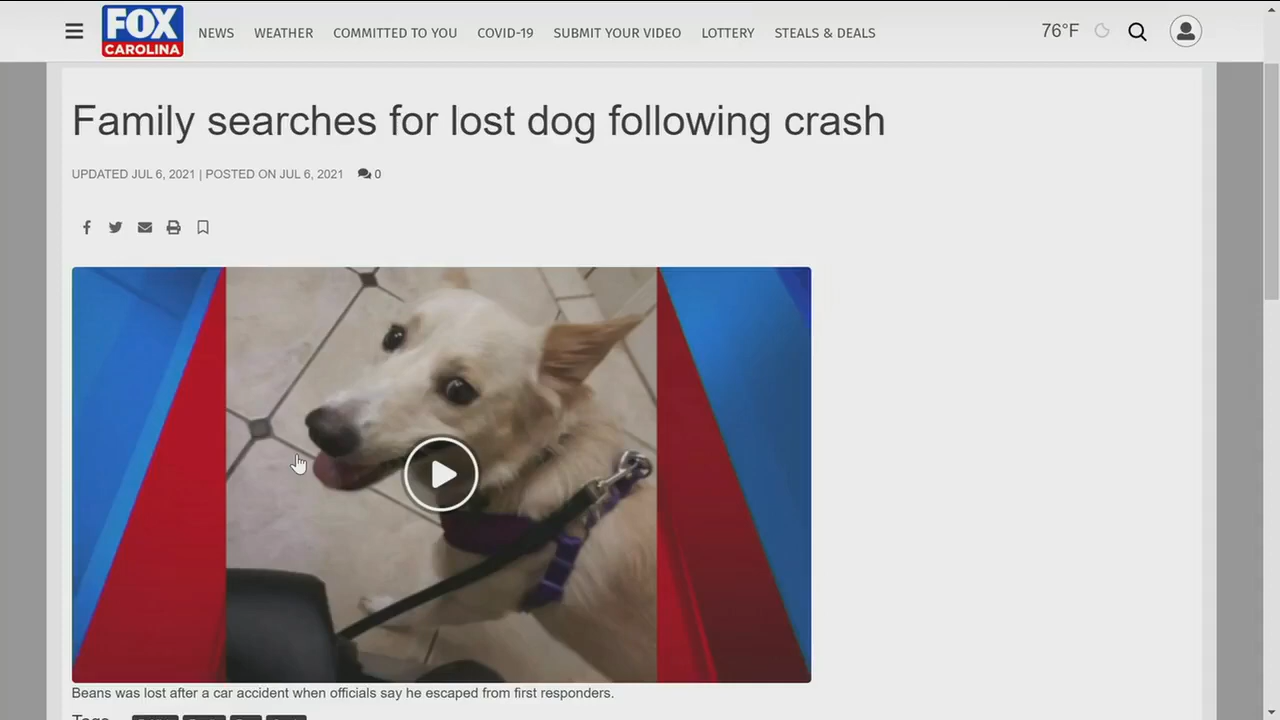 FOX
CAROLINA
NEWS WEATHER COMMITTED TO YOU COVID-19 SUBMIT YOUR VIDEO LOTTERY STEALS & DEALS 76°F
Family searches for lost dog following crash
UPDATED JUL 6, 2021 | POSTED ON JUL 6, 2021 0
Beans was lost after a car accident when officials say he escaped from first responders.
Tags